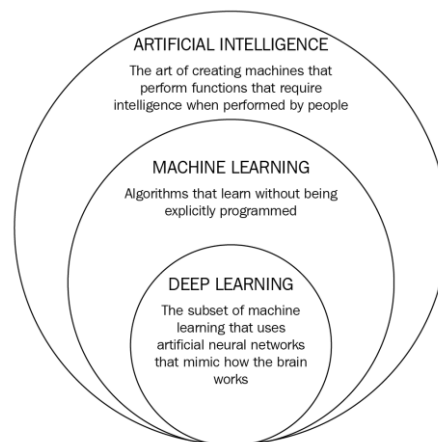 ARTIFICIAL INTELLIGENCE
The art of creating machines that
perform functions that require
intelligence when performed by people
MACHINE LEARNING
Algorithms that learn without being
explicitly programmed
DEEP LEARNING
The subset of machine
learning that uses
artificial neural networks
that mimic how the brain
works